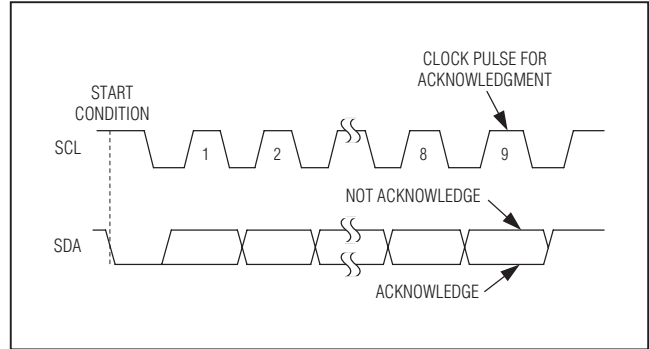 CLOCK PULSE FOR
ACKNOWLEDGMENT
START
CONDITION
SCL
1
2
8
9
NOT ACKNOWLEDGE
SDA
ACKNOWLEDGE